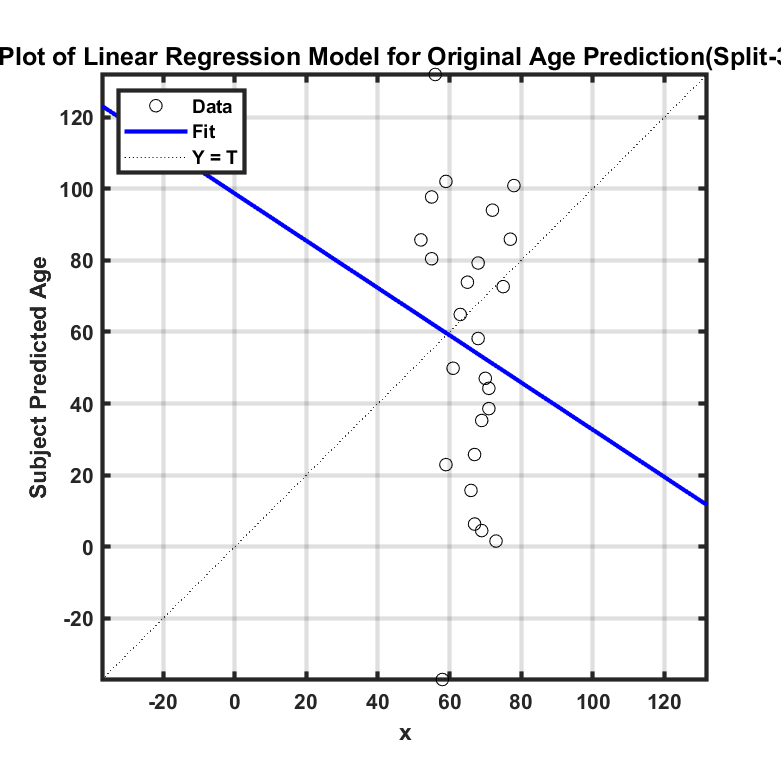 Plot of Linear Regression Model for Original Age Prediction(Split-3
Data
Fit
Y = T
120
100
80
60
40
20
0
-20
Subject Predicted Age
-20 0 20 40 60 80 100 120
x